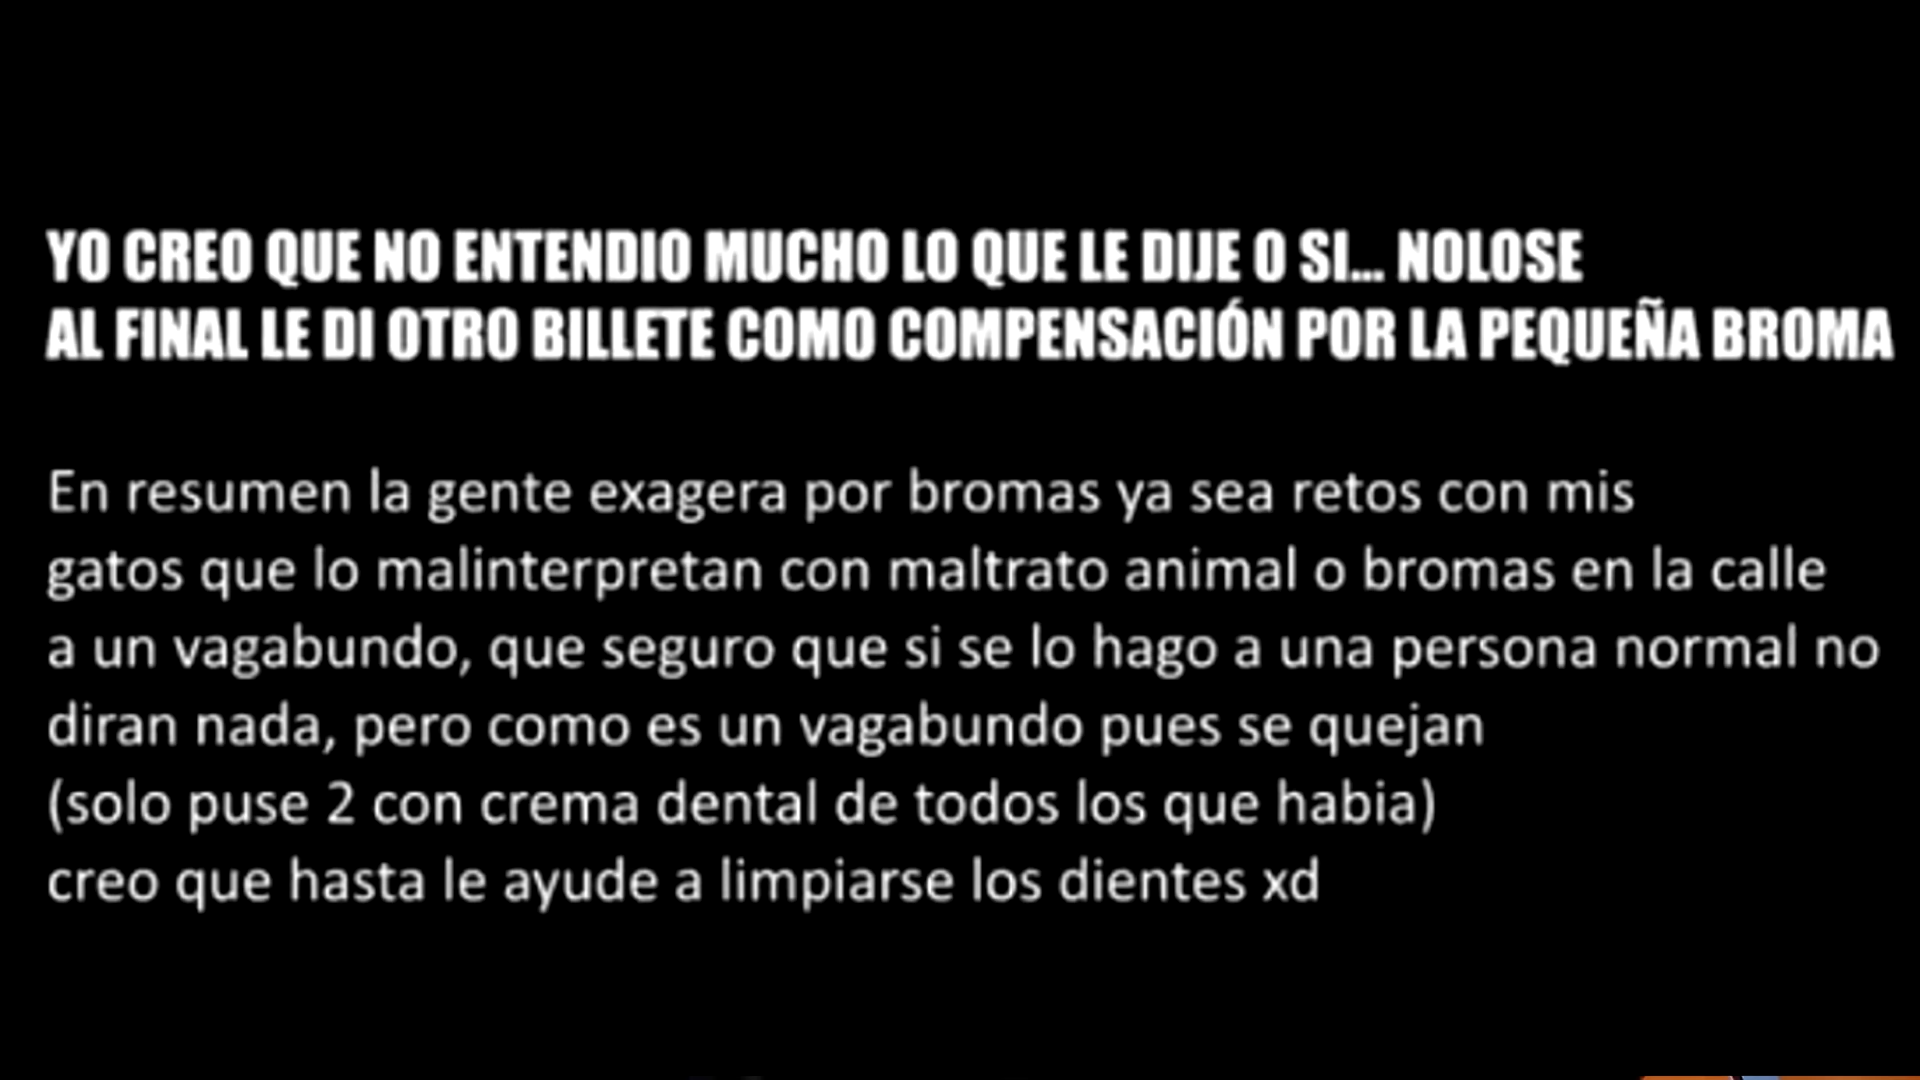 YO CREO QUE NO ENTENDIO MUCHO LO QUE LE DIJE O SI... NOLOSE
AL FINAL LE DI OTRO BILLETE COMO COMPENSACIÓN POR LA PEQUEÑA BROMA
En resumen la gente exagera por bromas ya sea retos con mis
gatos que lo malinterpretan con maltrato animal o bromas en la calle
a un vagabundo, que seguro que si se lo hago a una persona normal no
diran nada, pero como es un vagabundo pues se quejan
(solo puse 2 con crema dental de todos los que habia)
creo que hasta le ayude a limpiarse los dientes xd